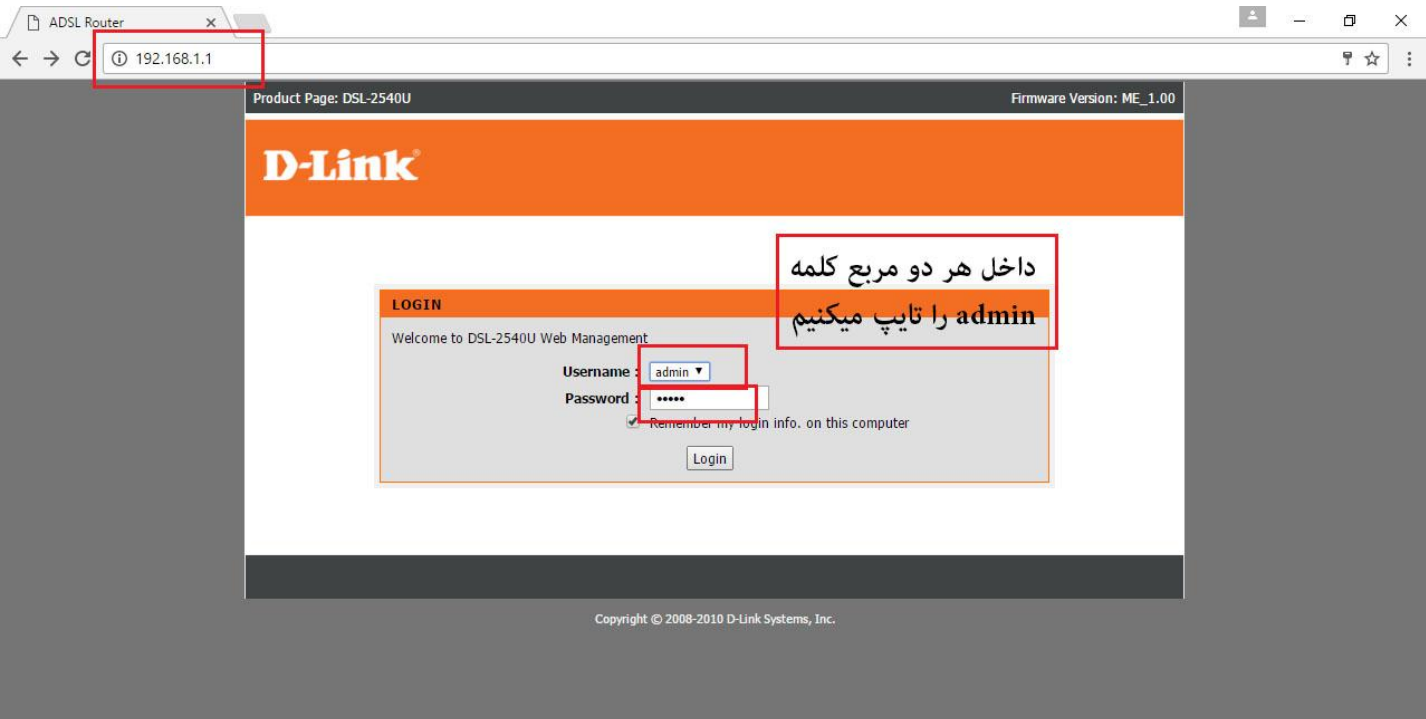 ADSL Router
192.168.1.1
Product Page: DSL-2540U Firmware Version: ME_1.00
D-Link®
داخل هر دو مربع کلمه
admin را تایپ میکنیم
LOGIN
Welcome to DSL-2540U Web Management
Username : admin
Password : •••••
Remember my login info. on this computer
Login
Copyright © 2008-2010 D-Link Systems, Inc.